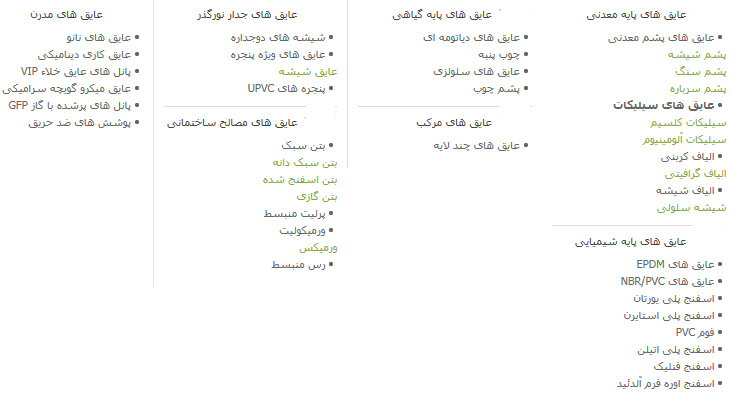 عایق های پایه معدنی
عایق های پشم معدنی
پشم شیشه
پشم سنگ
پشم سرباره
عایق های سیلیکات
سیلیکات کلسیم
سیلیکات آلومینیوم
الیاف کربنی
الیاف گرافیتی
الیاف شیشه
شیشه سلولی
عایق های پایه شیمیایی
عایق های EPDM
عایق های NBR/PVC
اسفنج پلی یورتان
اسفنج پلی استایرن
فوم PVC
اسفنج پلی اتیلن
اسفنج فنلیک
اسفنج اوره فرم آلدئید
عایق های پایه گیاهی
عایق های دیاتومه ای
چوب پنبه
عایق های سلولزی
پشم چوب
عایق های مرکب
عایق های چند لایه
عایق های جدار نورگذر
شیشه های دوجداره
عایق های ویژه پنجره
عایق شیشه
پنجره های UPVC
عایق های مصالح ساختمانی
بتن سبک
بتن سبک دانه
بتن اسفنج شده
بتن گازی
پرلیت منبسط
ورمیکولیت
ورمیکس
رس منبسط
عایق های مدرن
عایق های نانو
عایق کاری دینامیکی
پانل های عایق خلاء VIP
عایق میکرو گویچه سرامیکی
پانل های پرشده با گاز GFP
پوشش های ضد حریق